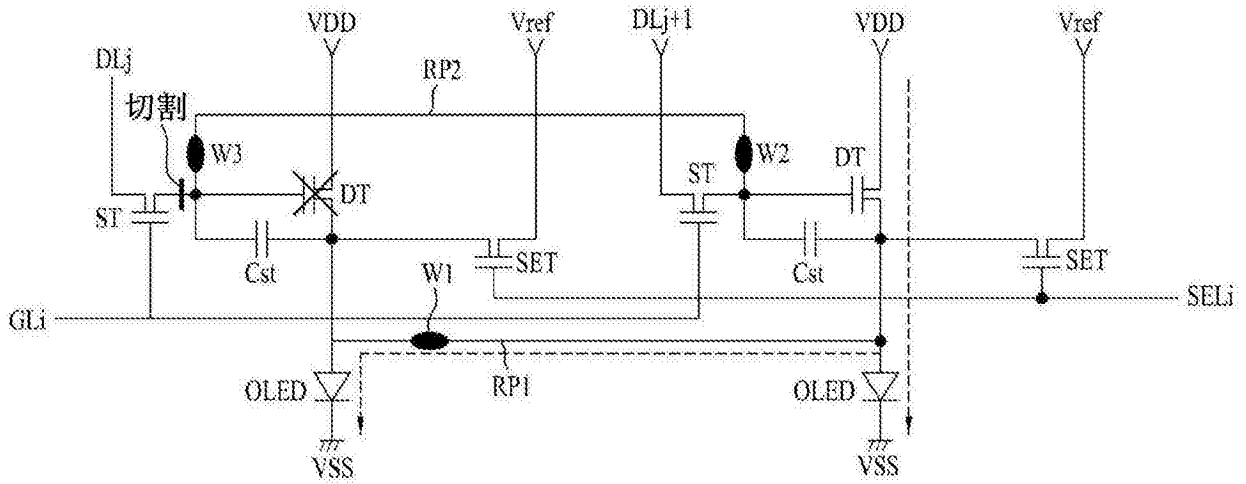 VDD
Vref
DLj+1
VDD
Vref
DLj
RP2
切割
W3
W2
DT
ST
DT
ST
Cst
SET
Cst
SET
W1
SELi
GLi
RP1
OLED
OLED
VSS
VSS